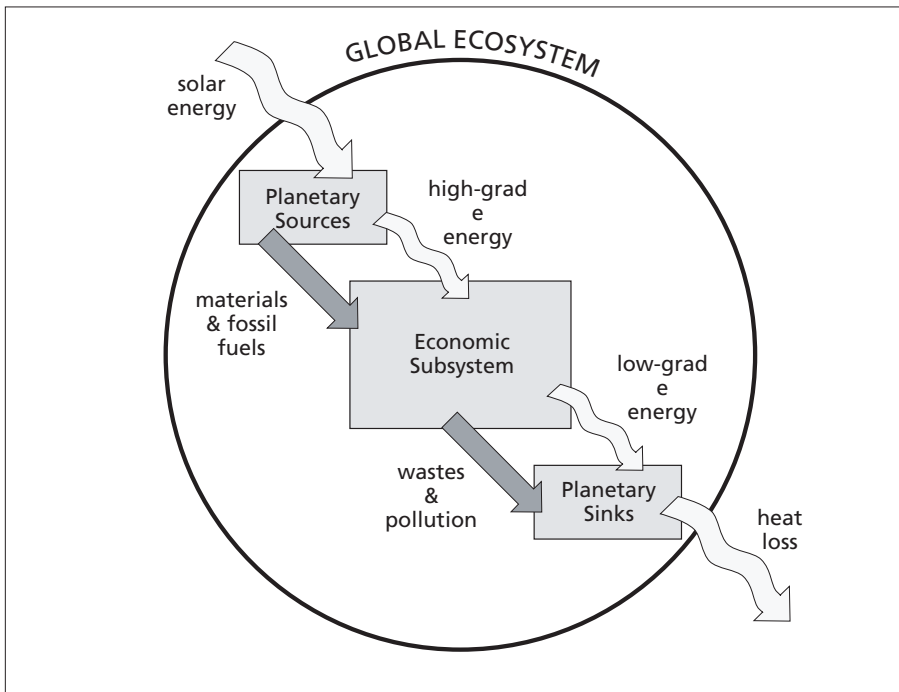 GLOBAL ECOSYSTEM
solar
energy
Planetary
Sources
high-grad
e
energy
materials
& fossil
fuels
Economic
Subsystem
low-grad
e
energy
wastes
&
pollution
Planetary
Sinks
heat
loss